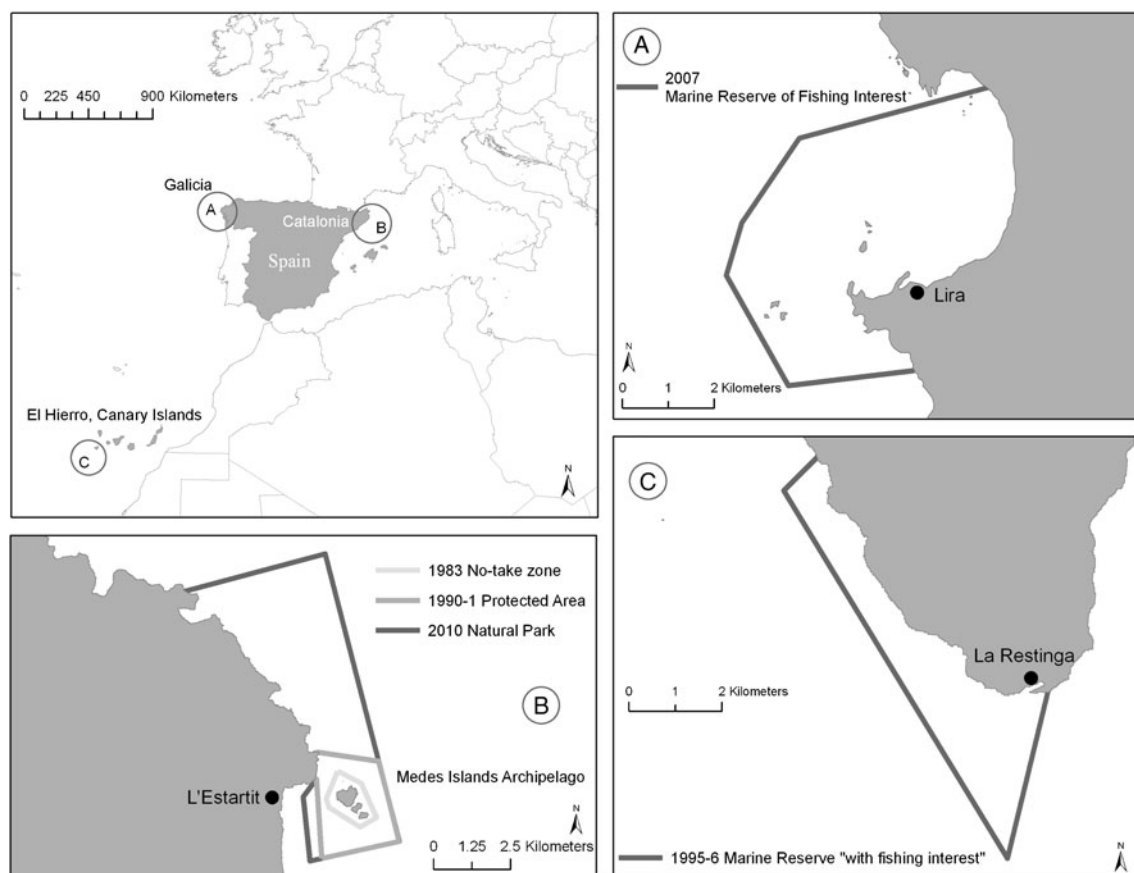 0 225 450 900 Kilometers
Galicia
A
Catalonia
B
Spain
El Hierro, Canary Islands
C
N
A
2007
Marine Reserve of Fishing Interest
Lira
N
0 1 2 Kilometers
B
1983 No-take zone
1990-1 Protected Area
2010 Natural Park
Medes Islands Archipelago
L'Estartit
N
0 1.25 2.5 Kilometers
C
La Restinga
0 1 2 Kilometers
1995-6 Marine Reserve "with fishing interest"
N